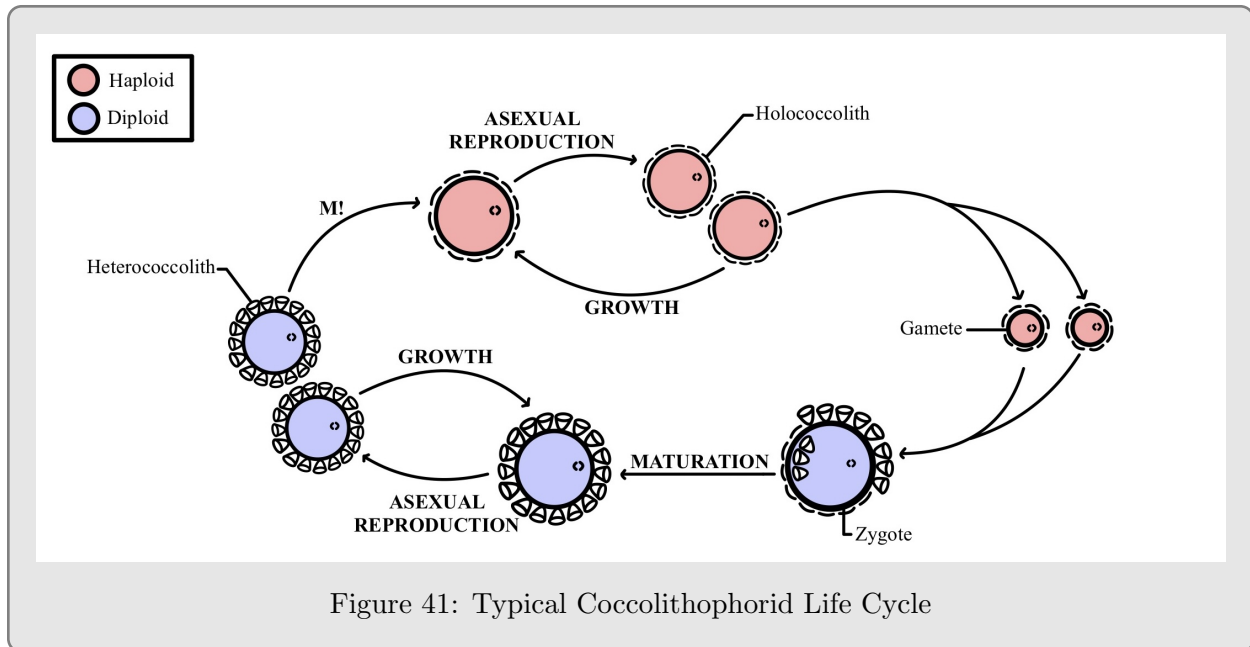 Haploid
Diploid
ASEXUAL
REPRODUCTION
Holococcolith
M!
Heterococcolith
GROWTH
Gamete
GROWTH
MATURATION
ASEXUAL
REPRODUCTION
Zygote
Figure 41: Typical Coccolithophorid Life Cycle